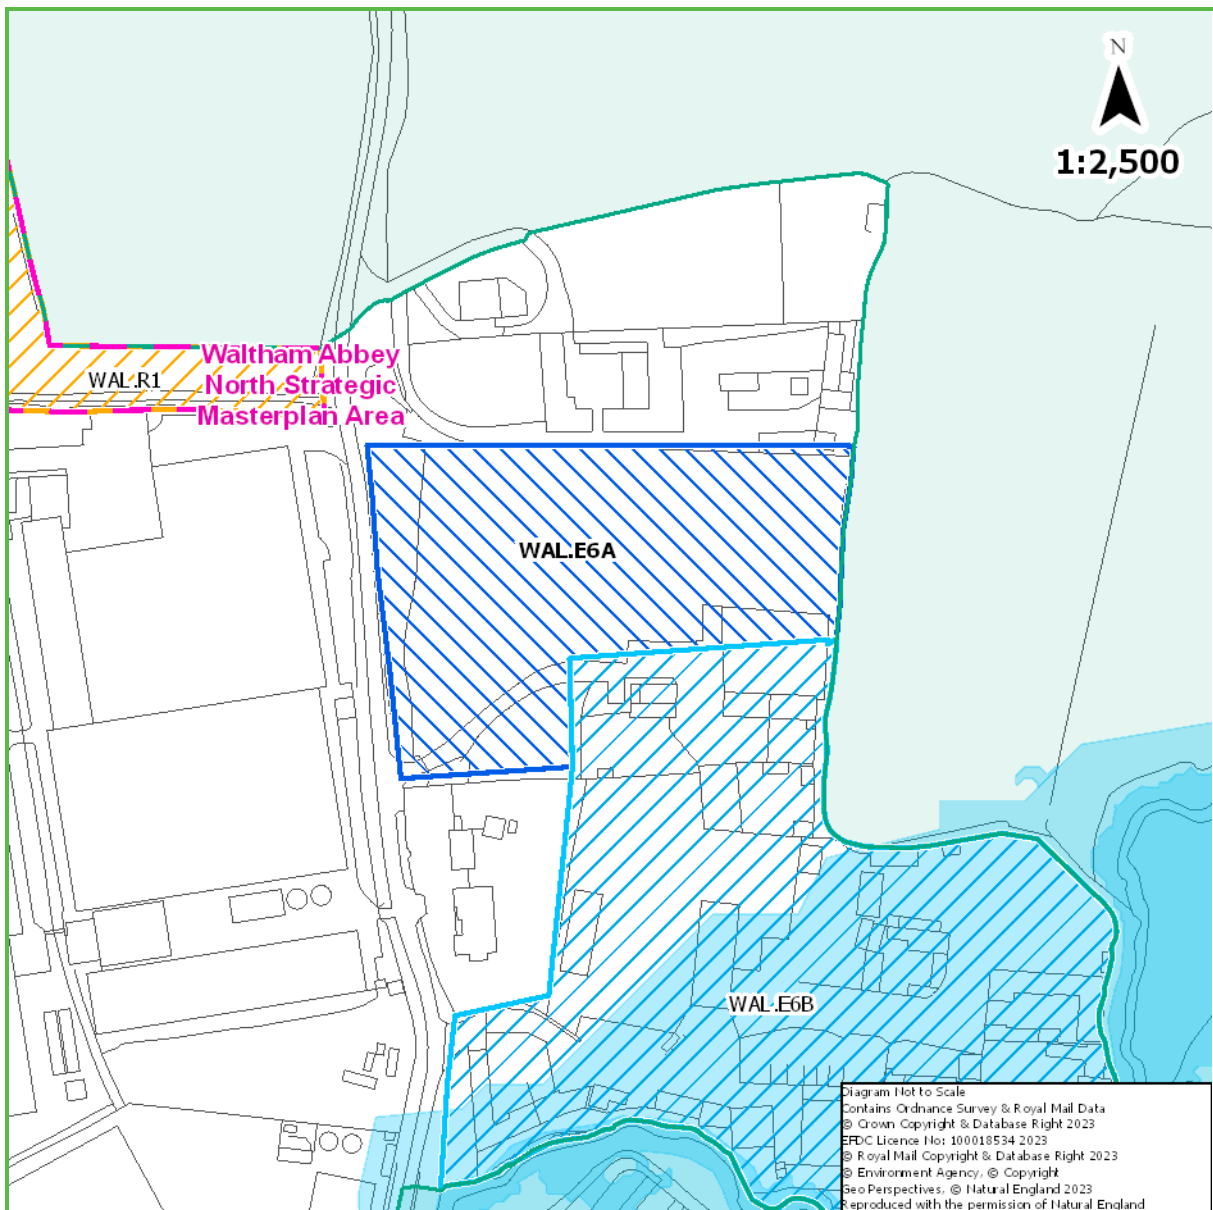 N
1:2,500
Waltham Abbey
North Strategic
Masterplan Area
WAL.R1
WAL.E6A
WAL.E6B
Diagram Not to Scale
Contains Ordnance Survey & Royal Mail Data
© Crown Copyright & Database Right 2023
EFDC Licence No: 100018534 2023
© Royal Mail Copyright & Database Right 2023
© Environment Agency, © Copyright
Geo Perspectives, © Natural England 2023
Reproduced with the permission of Natural England